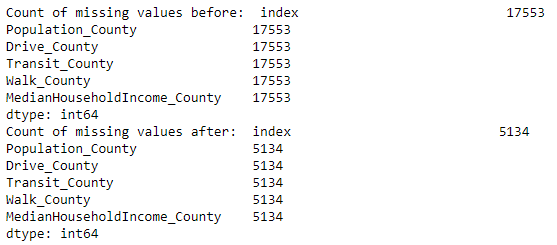 Count of missing values before:  index                         17553
Population_County               17553
Drive_County                    17553
Transit_County                  17553
Walk_County                     17553
MedianHouseholdIncome_County    17553
dtype: int64
Count of missing values after:  index                         5134
Population_County               5134
Drive_County                    5134
Transit_County                  5134
Walk_County                     5134
MedianHouseholdIncome_County    5134
dtype: int64